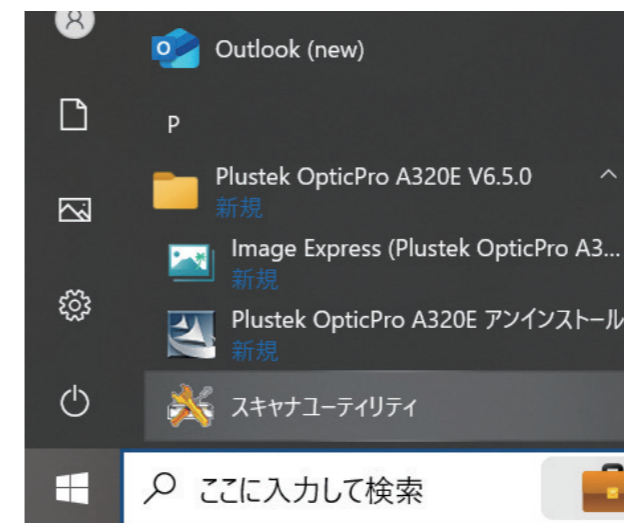 Outlook (new)
P
Plustek OpticPro A320E V6.5.0
新規
Image Express (Plustek OpticPro A3...
新規
Plustek OpticPro A320E アンインストール
新規
スキャナユーティリティ
ここに入力して検索